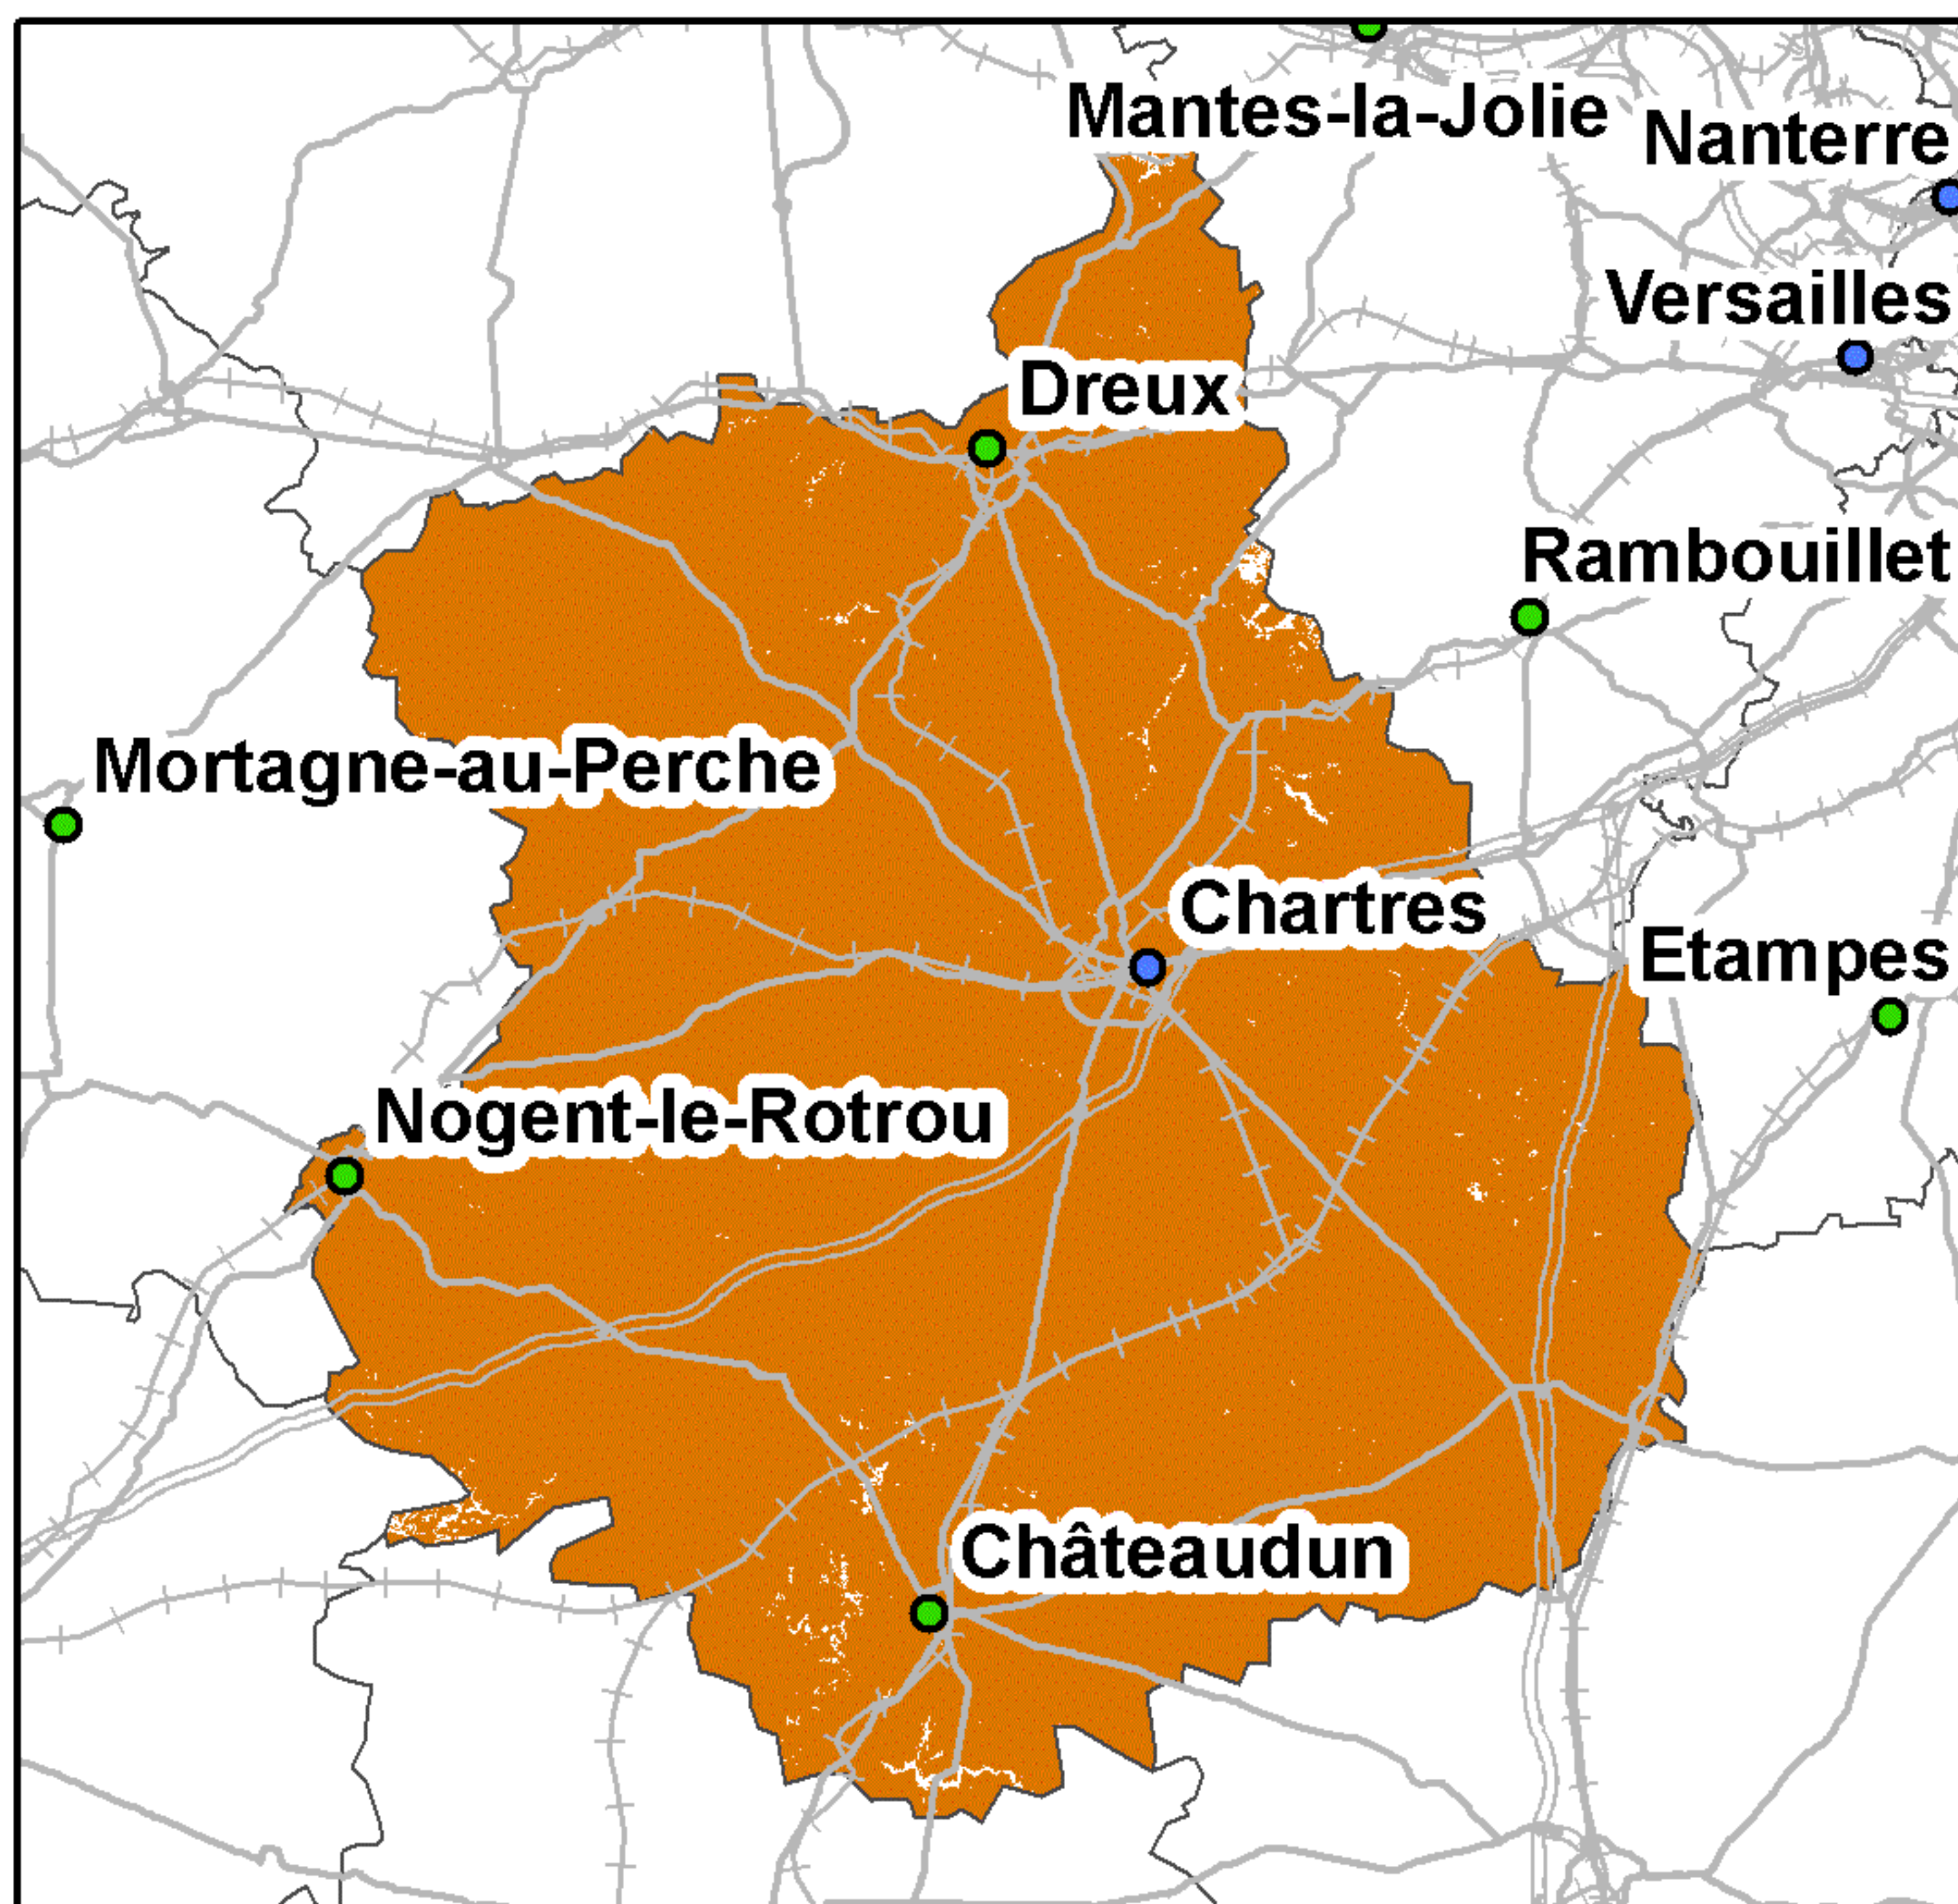 Mantes-la-Jolie
Nanterre
Versailles
Dreux
Rambouillet
Mortagne-au-Perche
Chartres
Etampes
Nogent-le-Rotrou
Châteaudun